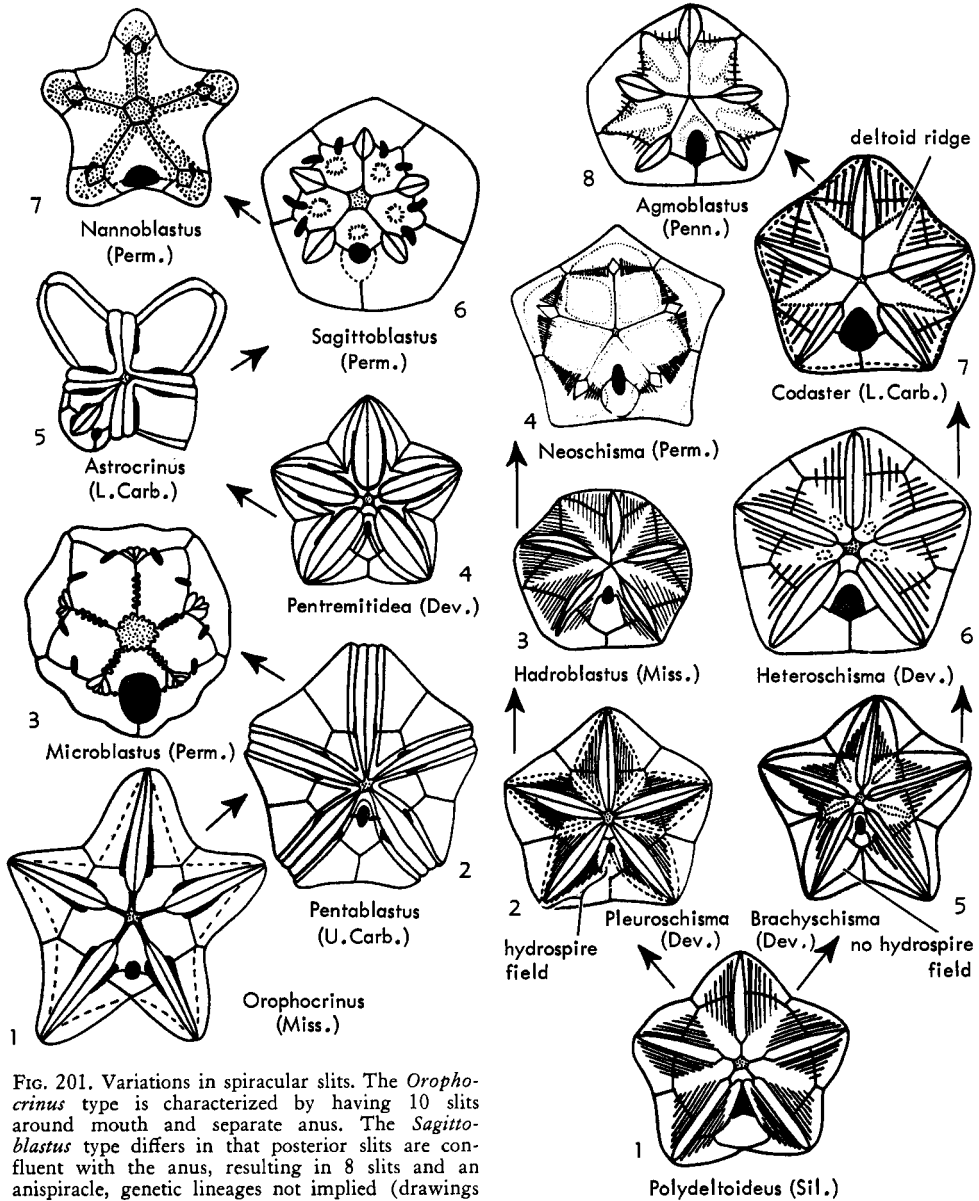 7
Nannoblastus
(Perm.)
6
Sagittoblastus
(Perm.)
5
Astrocrinus
(L.Carb.)
4
Pentremitidea (Dev.)
3
Microblastus (Perm.)
2
Pentablastus
(U.Carb.)
1
Orophocrinus
(Miss.)
FIG. 201. Variations in spiracular slits. The Oropho-
crinus type is characterized by having 10 slits
around mouth and separate anus. The Sagitto-
blastus type differs in that posterior slits are con-
fluent with the anus, resulting in 8 slits and an
anispiracle, genetic lineages not implied (drawings
8
Agmoblastus
(Penn.)
deltoid ridge
7
Codaster (L.Carb.)
4
Neoschisma (Perm.)
3
Hadroblastus (Miss.)
6
Heteroschisma (Dev.)
2
Pleuroschisma
(Dev.)
hydrospire
field
5
Brachyschisma
(Dev.)
no hydrospire
field
1
Polydeltoideus (Sil.)